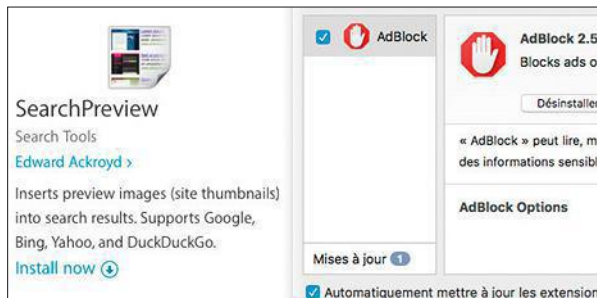 SearchPreview
Search Tools
Edward Ackroyd >
Inserts preview images (site thumbnails)
into search results. Supports Google,
Bing, Yahoo, and DuckDuckGo.
Install now
AdBlock
Mises à jour 1
AdBlock 2.5
Blocks ads o
Désinstaller
« AdBlock » peut lire, m
des informations sensibl
AdBlock Options
Automatiquement mettre à jour les extension